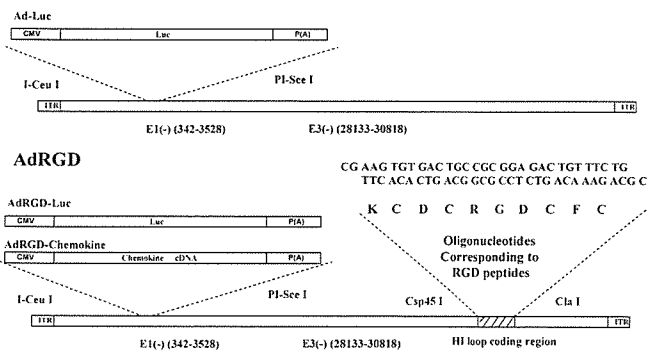 Ad-Luc
CMV Luc P(A)
I-Ceu I PI-Sce I
ITR ITR
E1(-) (342-3528) E3(-) (28133-30818)
AdRGD
CG AAG TGT GAC TGC CGC GGA GAC TGT TTC TG
TTC ACA CTG ACG GCG CCT CTG ACA AAG ACG C
AdRGD-Luc
K C D C R G D C F C
CMV Luc P(A)
AdRGD-Chemokine
CMV Chemokine cDNA P(A)
Oligonucleotides
Corresponding to
RGD peptides
I-Ceu I PI-Sce I Csp45 I Cla I
ITR ITR
E1(-) (342-3528) E3(-) (28133-30818) HI loop coding region